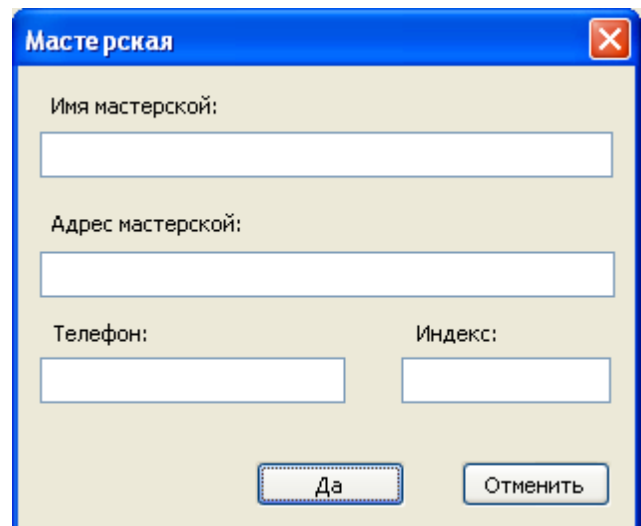 Мастерская
Имя мастерской:
Адрес мастерской:
Телефон: Индекс:
Да Отменить